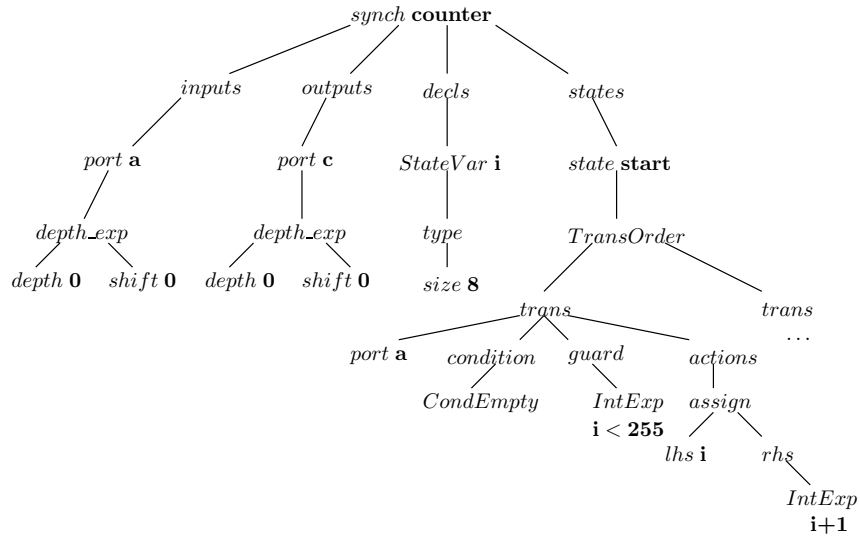 synch counter
inputs outputs decls states
port a port c StateVar i state start
depth_exp depth_exp type TransOrder
depth 0 shift 0 depth 0 shift 0 size 8
trans trans
...
port a condition guard actions
CondEmpty IntExp assign
i < 255
lhs i rhs
IntExp
i+1